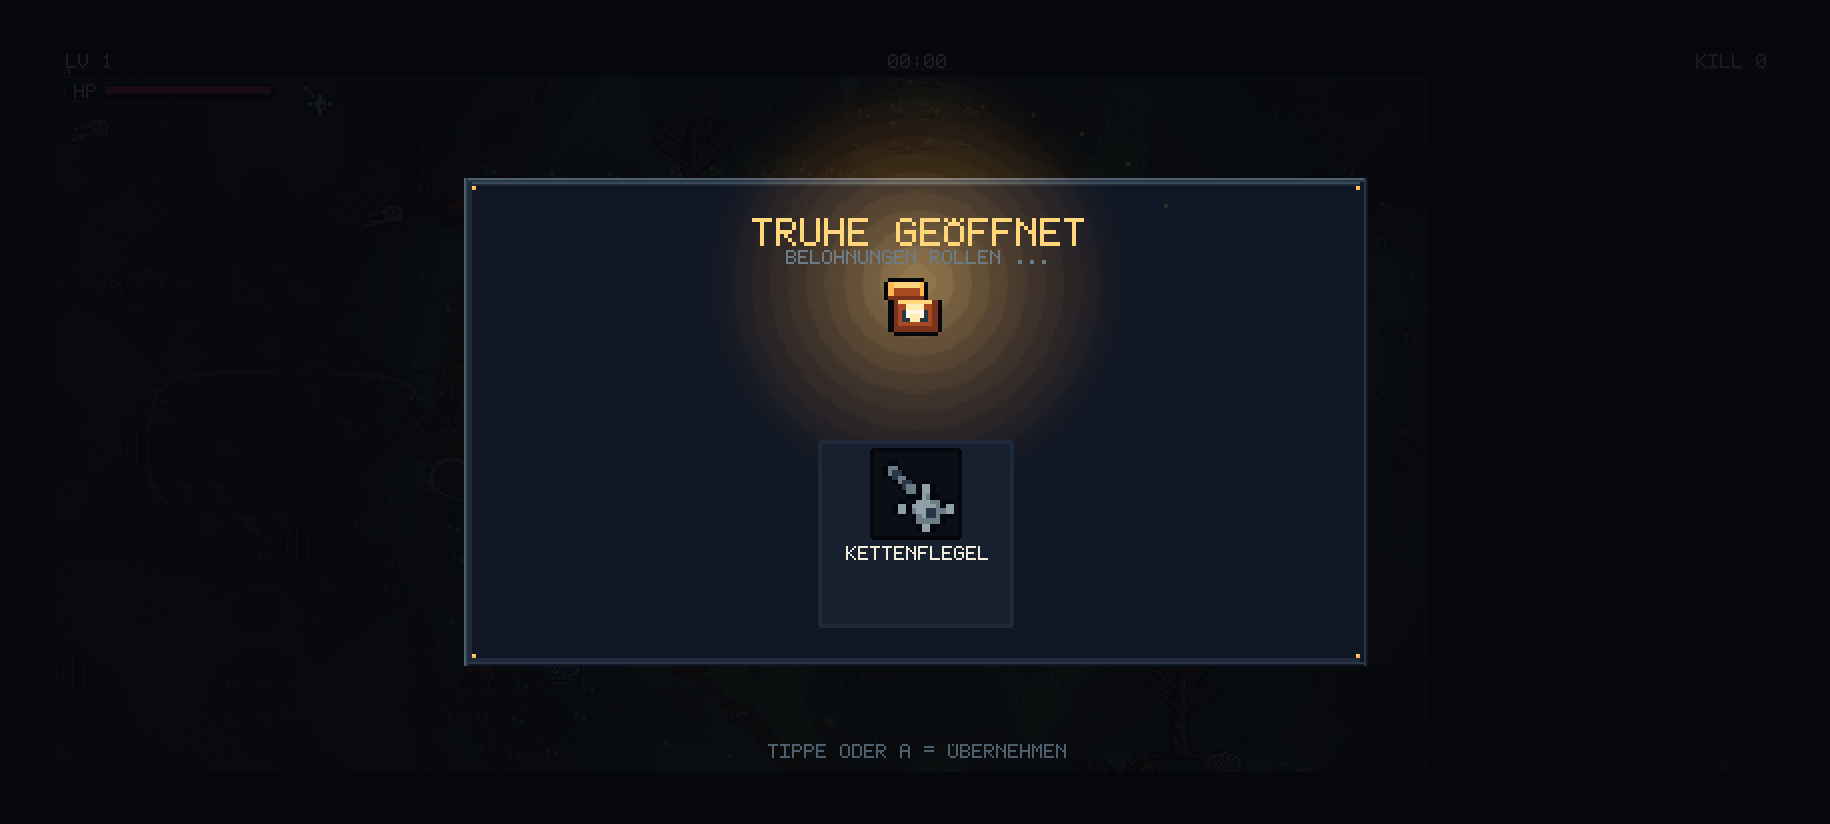 LV 1
00:00
KILL 0
HP
TRUHE GEÖFFNET
BELOHNUNGEN ROLLEN ...
KETTENFLEGEL
TIPPE ODER A = ÜBERNEHMEN